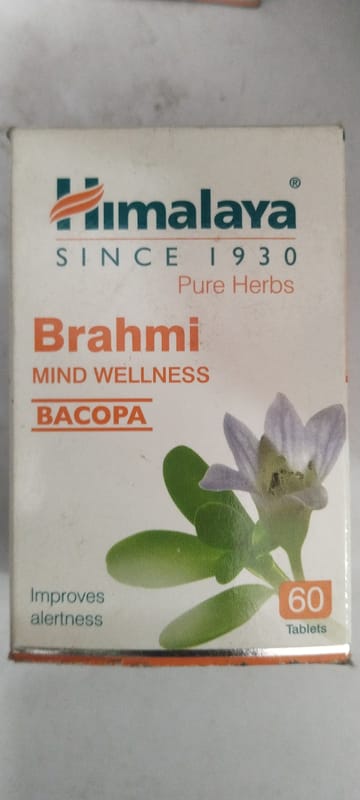 Himalaya®
SINCE 1930
Pure Herbs
Brahmi
MIND WELLNESS
BACOPA
Improves
alertness
60
Tablets